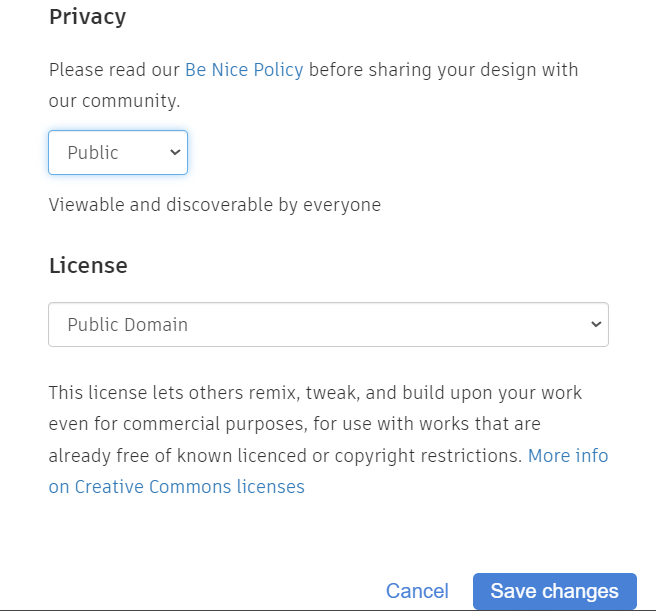 Privacy
Please read our Be Nice Policy before sharing your design with
our community.
Public
Viewable and discoverable by everyone
License
Public Domain
This license lets others remix, tweak, and build upon your work
even for commercial purposes, for use with works that are
already free of known licenced or copyright restrictions. More info
on Creative Commons licenses
Cancel Save changes